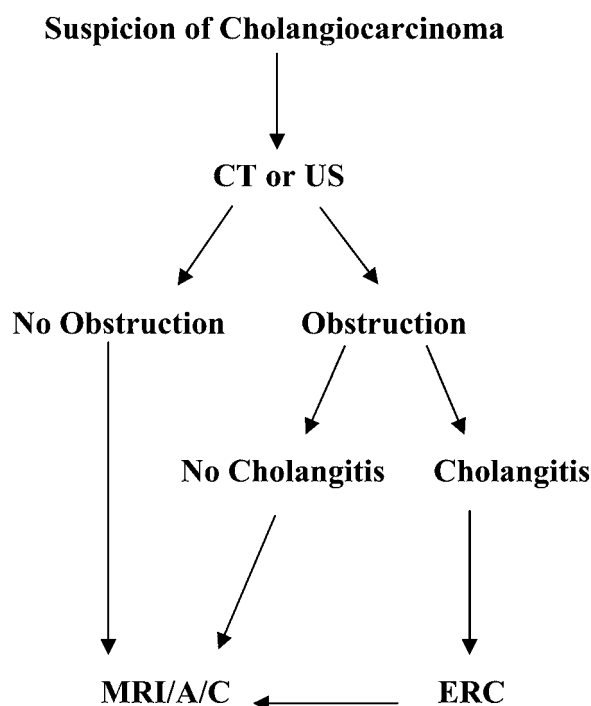 Suspicion of Cholangiocarcinoma
CT or US
No Obstruction Obstruction
No Cholangitis Cholangitis
MRI/A/C ERC